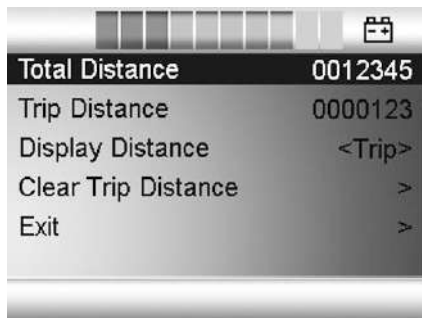 Total Distance 0012345
Trip Distance 0000123
Display Distance <Trip>
Clear Trip Distance >
Exit >